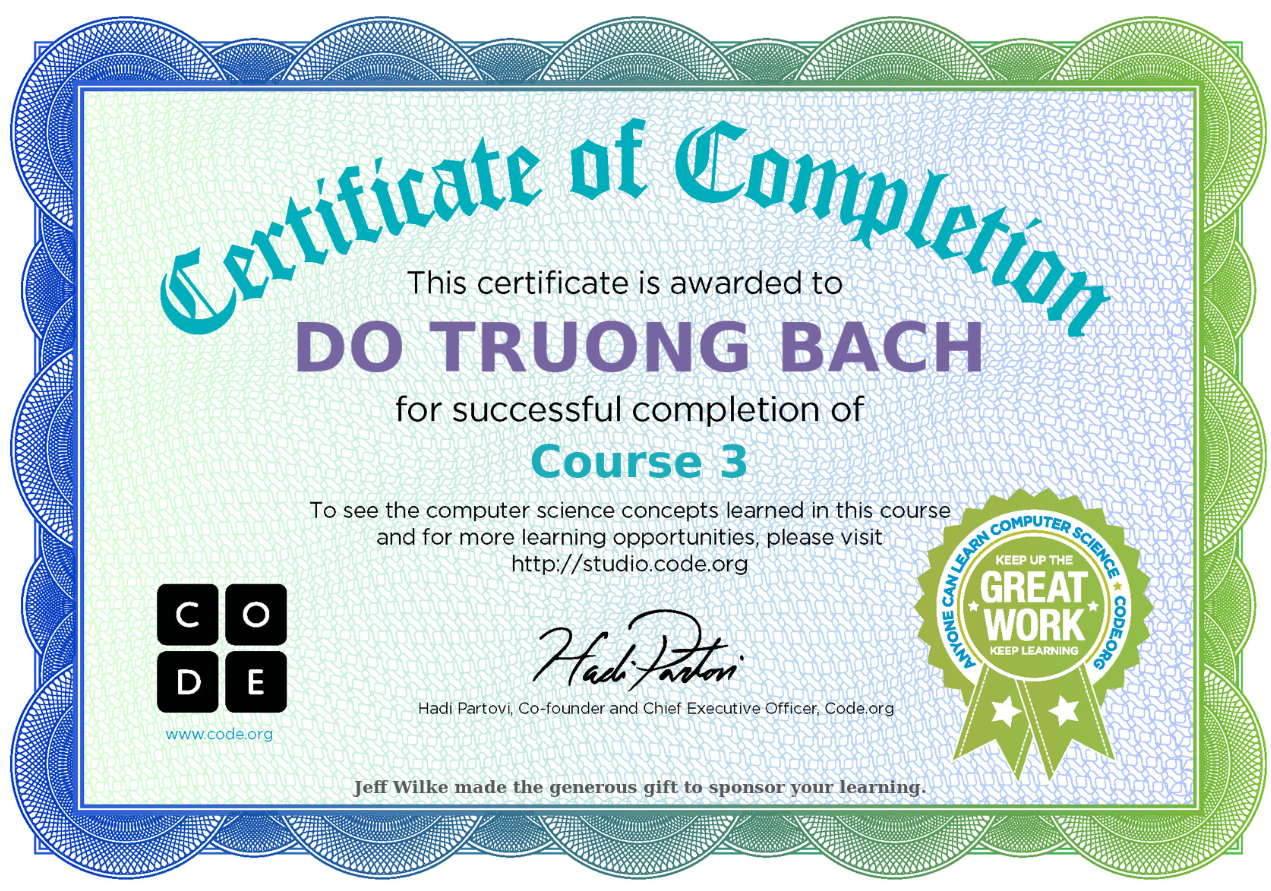 Certificate of Completion
This certificate is awarded to
DO TRUONG BACH
for successful completion of
Course 3
To see the computer science concepts learned in this course
and for more learning opportunities, please visit
http://studio.code.org
C O
D E
www.code.org
Hadi Partovi
Hadi Partovi, Co-founder and Chief Executive Officer, Code.org
ANYONE CAN LEARN COMPUTER SCIENCE ★ CODE.ORG
KEEP UP THE
GREAT
WORK
KEEP LEARNING
Jeff Wilke made the generous gift to sponsor your learning.